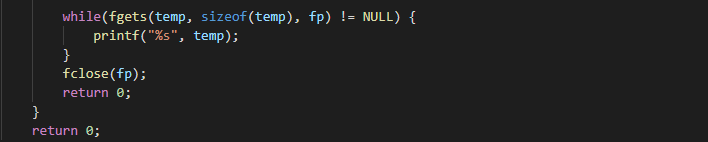 while(fgets(temp, sizeof(temp), fp) != NULL) {
printf("%s", temp);
}
fclose(fp);
return 0;
}
return 0;